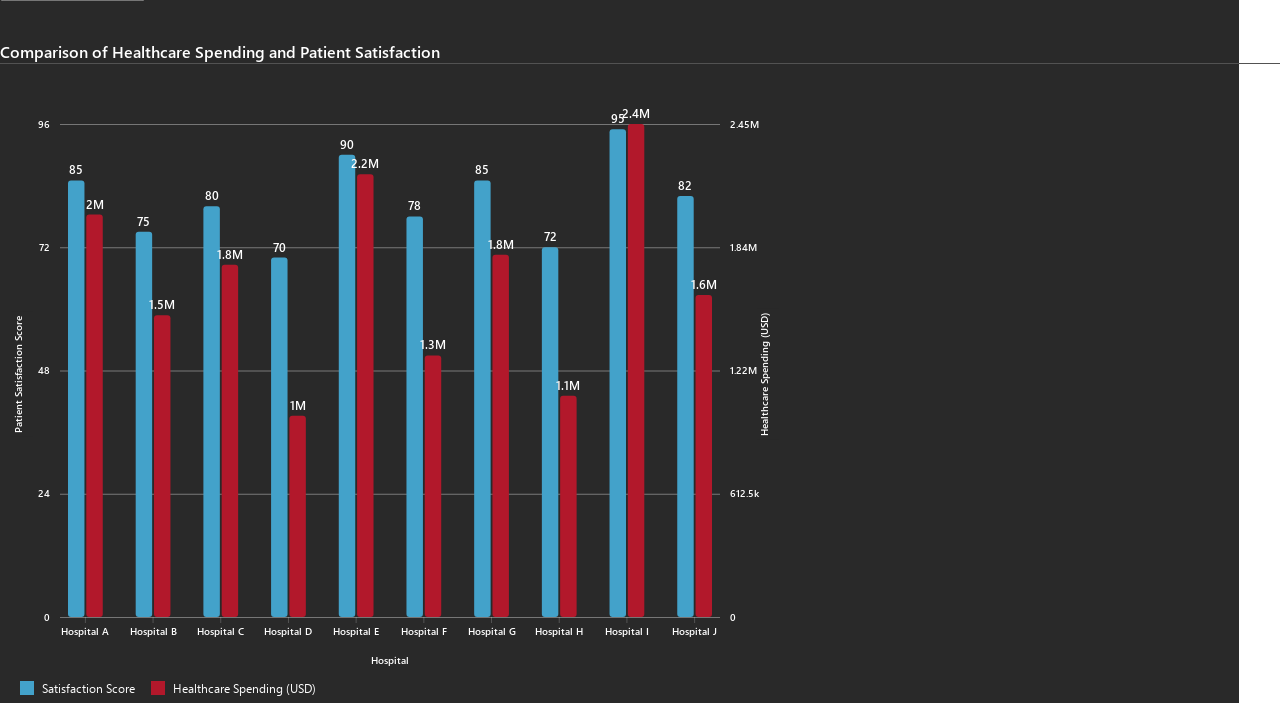 Comparison of Healthcare Spending and Patient Satisfaction
96
72
48
24
0
Patient Satisfaction Score
85
2M
75
1.5M
80
1.8M
70
1M
90
2.2M
78
1.3M
85
1.8M
72
1.1M
95
2.4M
82
1.6M
2.45M
1.84M
1.22M
612.5k
0
Healthcare Spending (USD)
Hospital A Hospital B Hospital C Hospital D Hospital E Hospital F Hospital G Hospital H Hospital I Hospital J
Hospital
Satisfaction Score Healthcare Spending (USD)